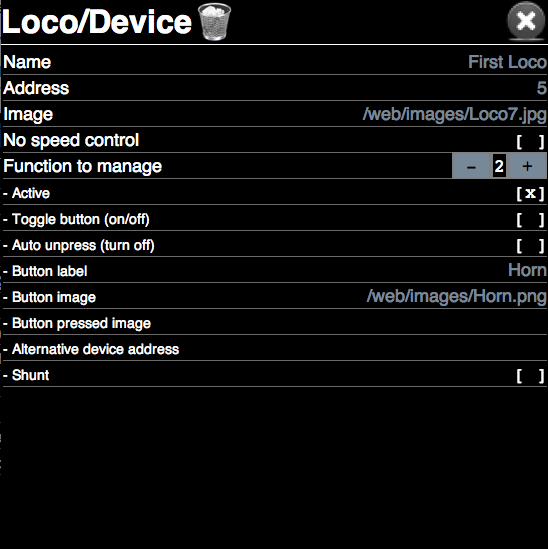 Loco/Device
Name First Loco
Address 5
Image /web/images/Loco7.jpg
No speed control [ ]
Function to manage - 2 +
- Active [x]
- Toggle button (on/off) [ ]
- Auto unpress (turn off) [ ]
- Button label Horn
- Button image /web/images/Horn.png
- Button pressed image
- Alternative device address
- Shunt [ ]